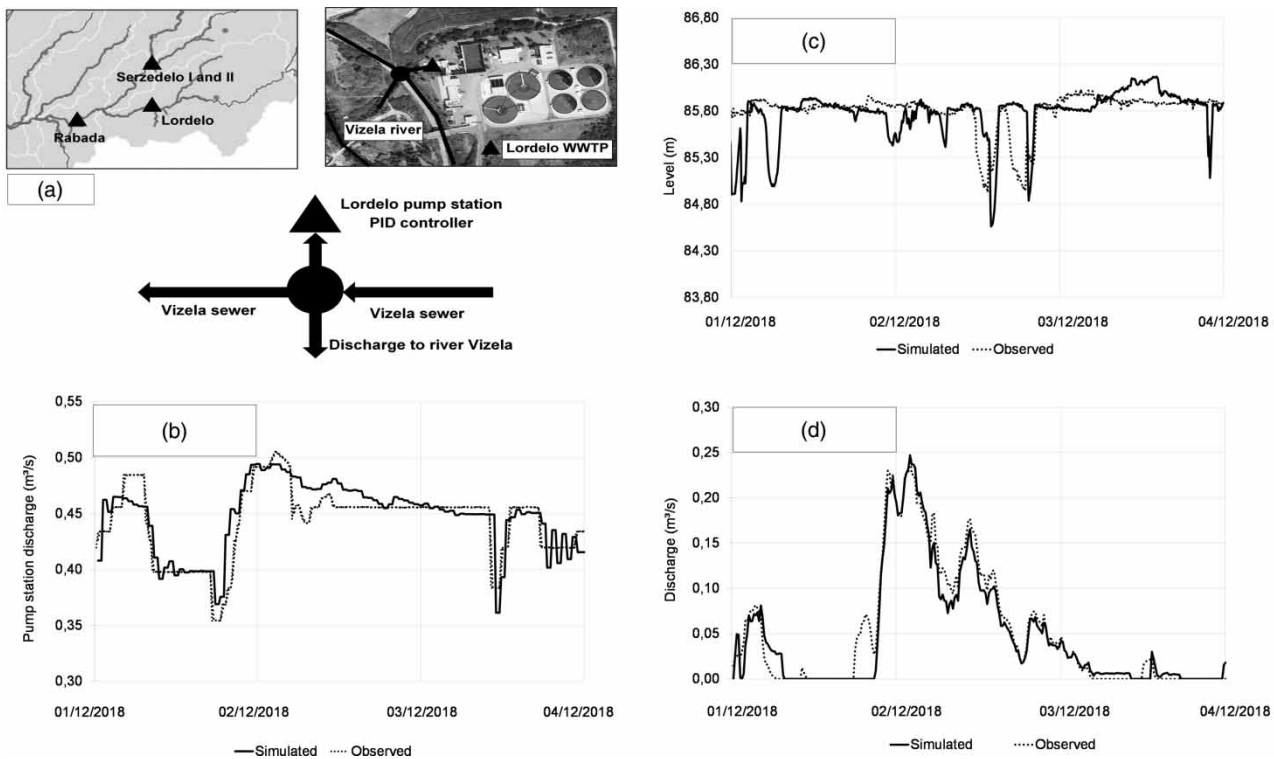 Serzedelo I and II
Rabada
Lordelo
(a)
Vizela river
Lordelo WWTP
Lordelo pump station
PID controller
Vizela sewer
Vizela sewer
Discharge to river Vizela
(b)
Pump station discharge (m³/s)
0,55
0,50
0,45
0,40
0,35
0,30
01/12/2018
02/12/2018
03/12/2018
04/12/2018
Simulated
Observed
(c)
Level (m)
86,80
86,30
85,80
85,30
84,80
84,30
83,80
01/12/2018
02/12/2018
03/12/2018
04/12/2018
Simulated
Observed
(d)
Discharge (m³/s)
0,30
0,25
0,20
0,15
0,10
0,05
0,00
01/12/2018
02/12/2018
03/12/2018
04/12/2018
Simulated
Observed